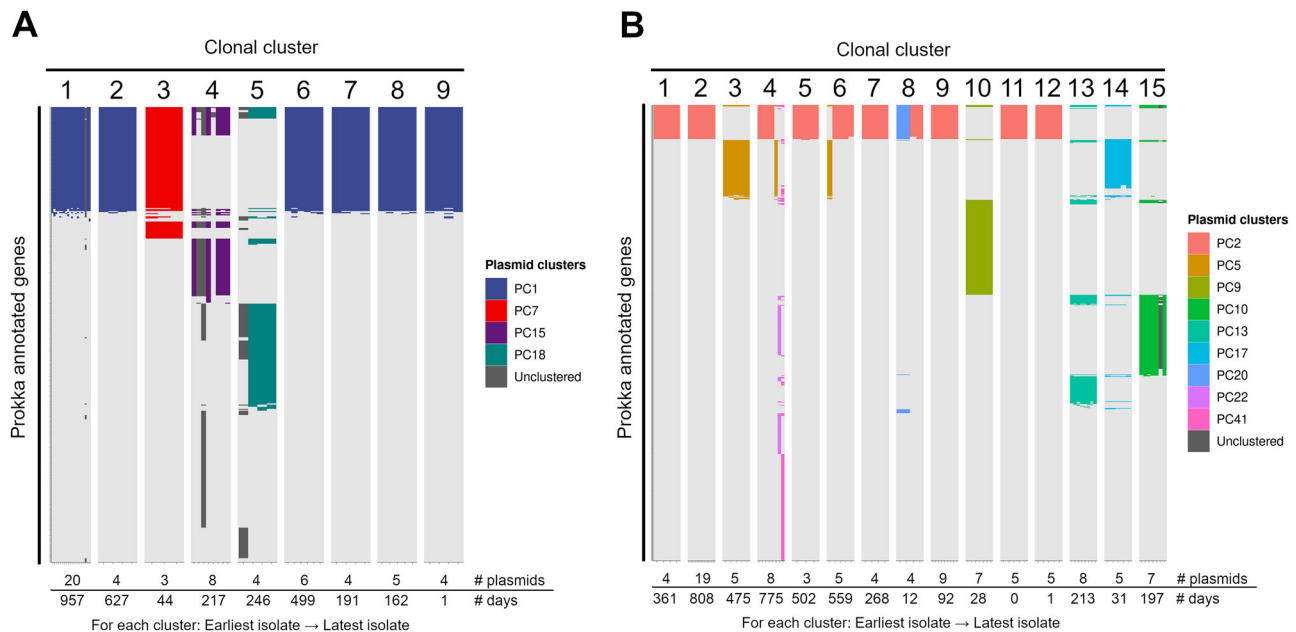 A
Clonal cluster
1 2 3 4 5 6 7 8 9
Prokka annotated genes
Plasmid clusters
PC1
PC7
PC15
PC18
Unclustered
20 4 3 8 4 6 4 5 4 # plasmids
957 627 44 217 246 499 191 162 1 # days
For each cluster: Earliest isolate → Latest isolate
B
Clonal cluster
1 2 3 4 5 6 7 8 9 10 11 12 13 14 15
Prokka annotated genes
Plasmid clusters
PC2
PC5
PC9
PC10
PC13
PC17
PC20
PC22
PC41
Unclustered
4 19 5 8 3 5 4 4 9 7 5 5 8 5 7 # plasmids
361 808 475 775 502 559 268 12 92 28 0 1 213 31 197 # days
For each cluster: Earliest isolate → Latest isolate